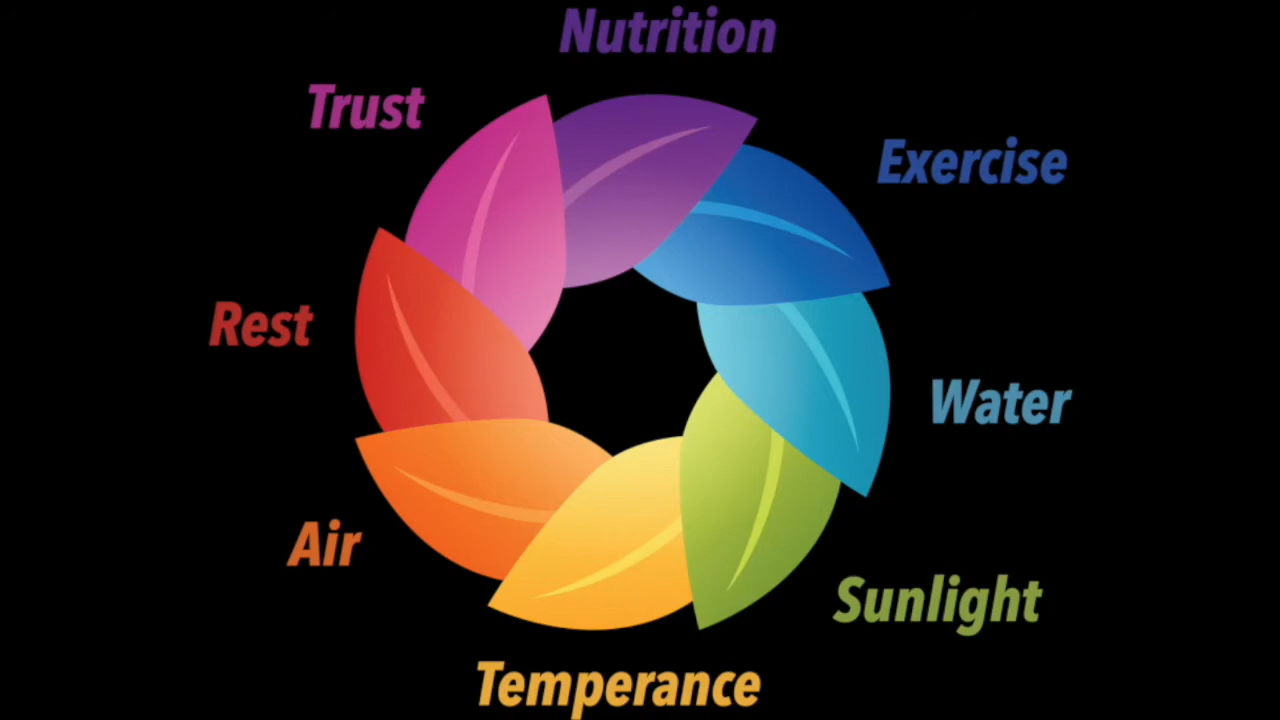 Nutrition
Trust
Exercise
Rest
Water
Air
Sunlight
Temperance